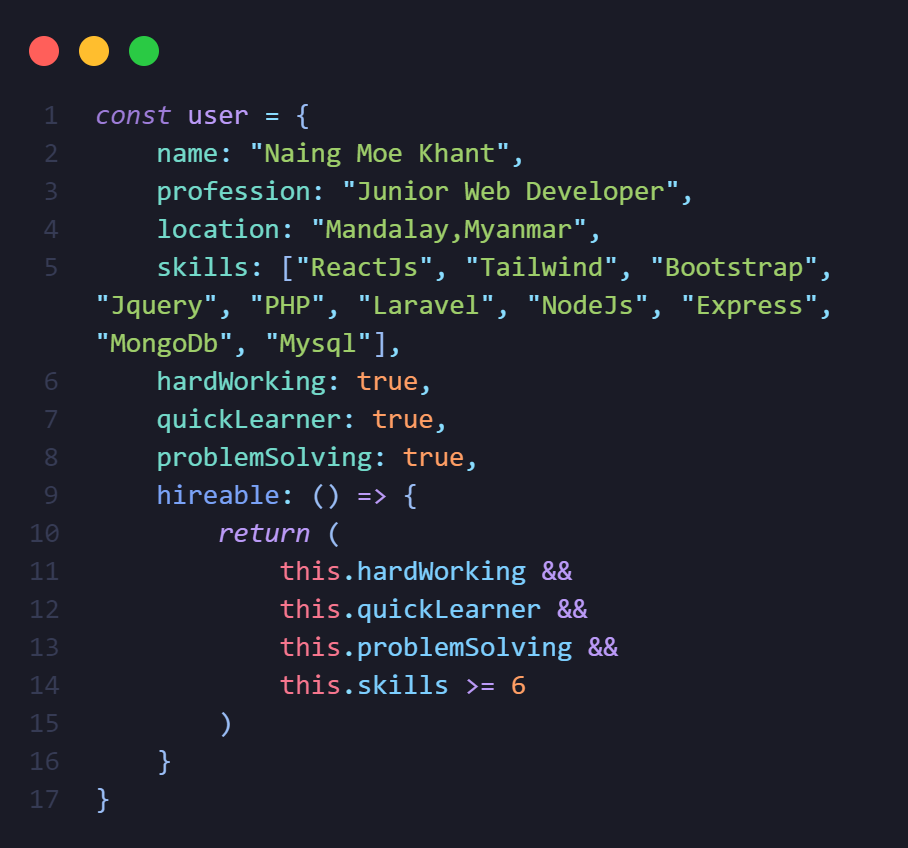 1 const user = {
2     name: "Naing Moe Khant",
3     profession: "Junior Web Developer",
4     location: "Mandalay,Myanmar",
5     skills: ["ReactJs", "Tailwind", "Bootstrap",
"Jquery", "PHP", "Laravel", "NodeJs", "Express",
"MongoDb", "Mysql"],
6     hardWorking: true,
7     quickLearner: true,
8     problemSolving: true,
9     hireable: () => {
10         return (
11             this.hardWorking &&
12             this.quickLearner &&
13             this.problemSolving &&
14             this.skills >= 6
15         )
16     }
17 }